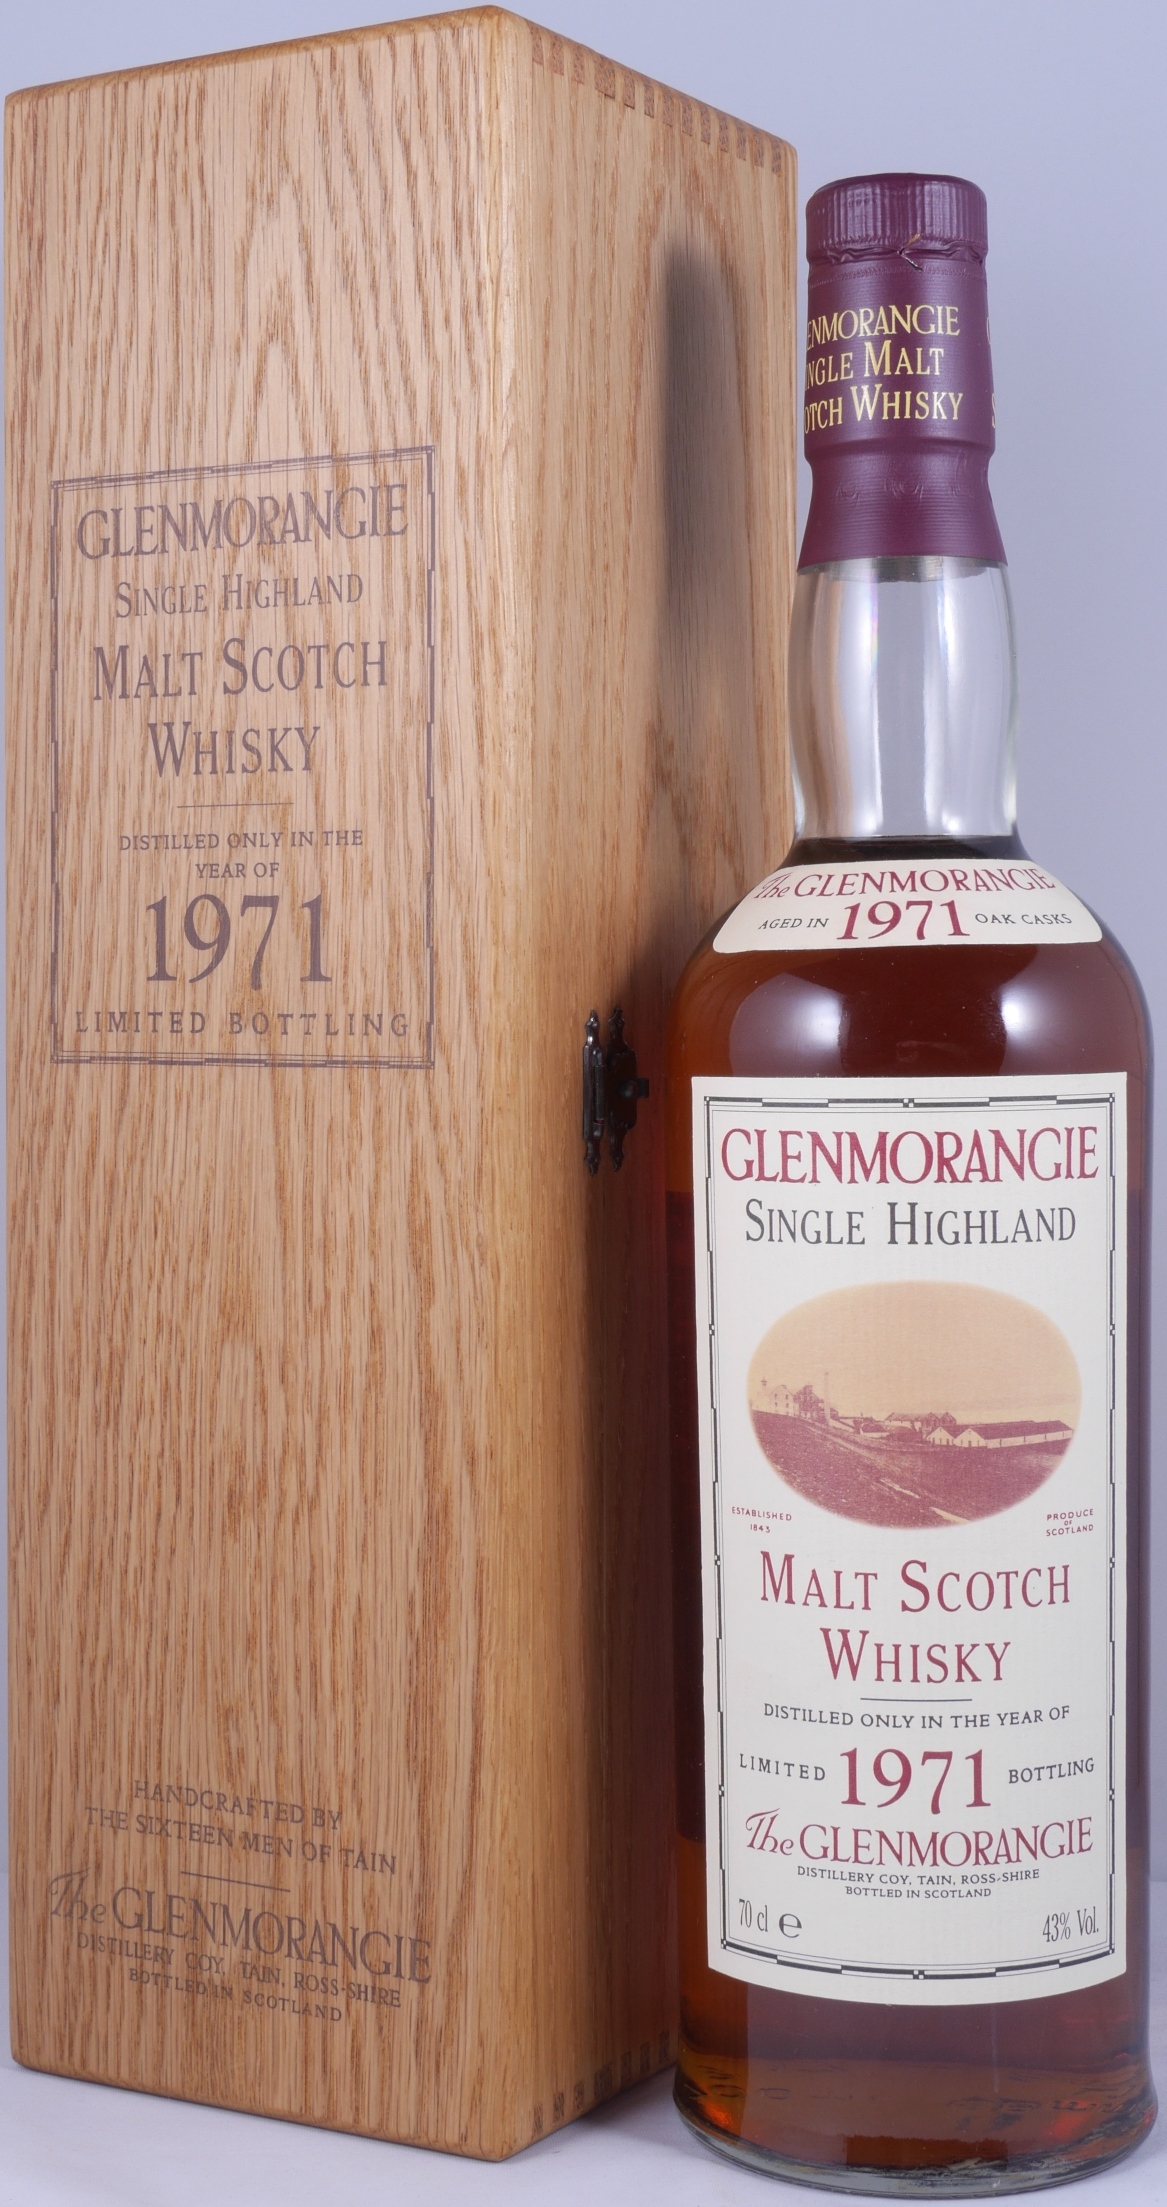 GLENMORANGIE
SINGLE HIGHLAND
MALT SCOTCH
WHISKY
DISTILLED ONLY IN THE
YEAR OF
1971
LIMITED BOTTLING
HANDCRAFTED BY
THE SIXTEEN MEN OF TAIN
The GLENMORANGIE
DISTILLERY COY, TAIN, ROSS-SHIRE
BOTTLED IN SCOTLAND
ENMORANGIE
NGLE MALT
OTCH WHISKY
The GLENMORANGIE
AGED IN 1971 OAK CASKS
GLENMORANGIE
SINGLE HIGHLAND
ESTABLISHED
1843
PRODUCE
OF
SCOTLAND
MALT SCOTCH
WHISKY
DISTILLED ONLY IN THE YEAR OF
LIMITED 1971 BOTTLING
The GLENMORANGIE
DISTILLERY COY, TAIN, ROSS-SHIRE
BOTTLED IN SCOTLAND
70 cl e 43% Vol.